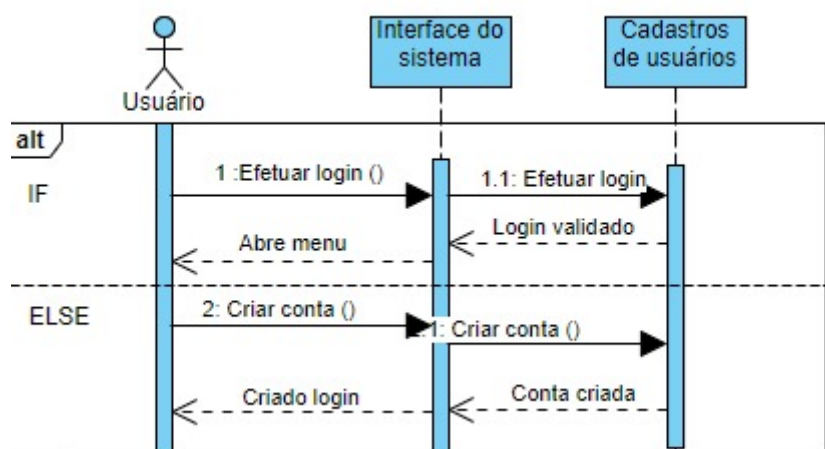 Interface do
sistema
Cadastros
de usuários
Usuário
alt
IF
1 :Efetuar login ()
1.1: Efetuar login
Login validado
Abre menu
ELSE
2: Criar conta ()
.1: Criar conta ()
Conta criada
Criado login